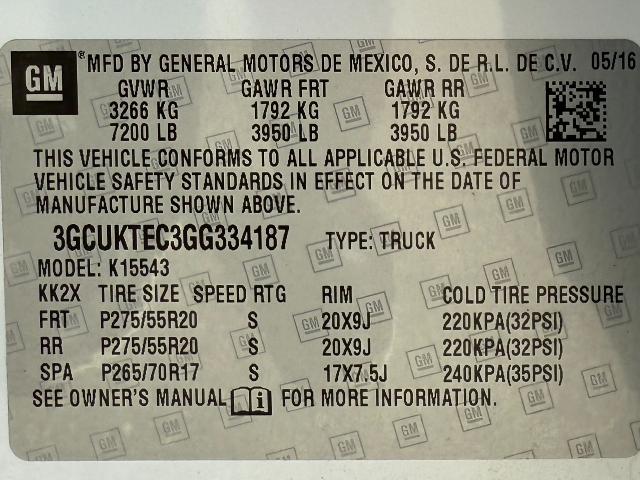 GM ® MFD BY GENERAL MOTORS DE MEXICO, S. DE R.L. DE C.V. 05/16
GVWR GAWR FRT GAWR RR
3266 KG 1792 KG 1792 KG
7200 LB 3950 LB 3950 LB
THIS VEHICLE CONFORMS TO ALL APPLICABLE U.S. FEDERAL MOTOR
VEHICLE SAFETY STANDARDS IN EFFECT ON THE DATE OF
MANUFACTURE SHOWN ABOVE.
3GCUKTEC3GG334187 TYPE: TRUCK
MODEL: K15543
KK2X TIRE SIZE SPEED RTG RIM COLD TIRE PRESSURE
FRT P275/55R20 S 20X9J 220KPA(32PSI)
RR P275/55R20 S 20X9J 220KPA(32PSI)
SPA P265/70R17 S 17X7.5J 240KPA(35PSI)
SEE OWNER'S MANUAL i FOR MORE INFORMATION.